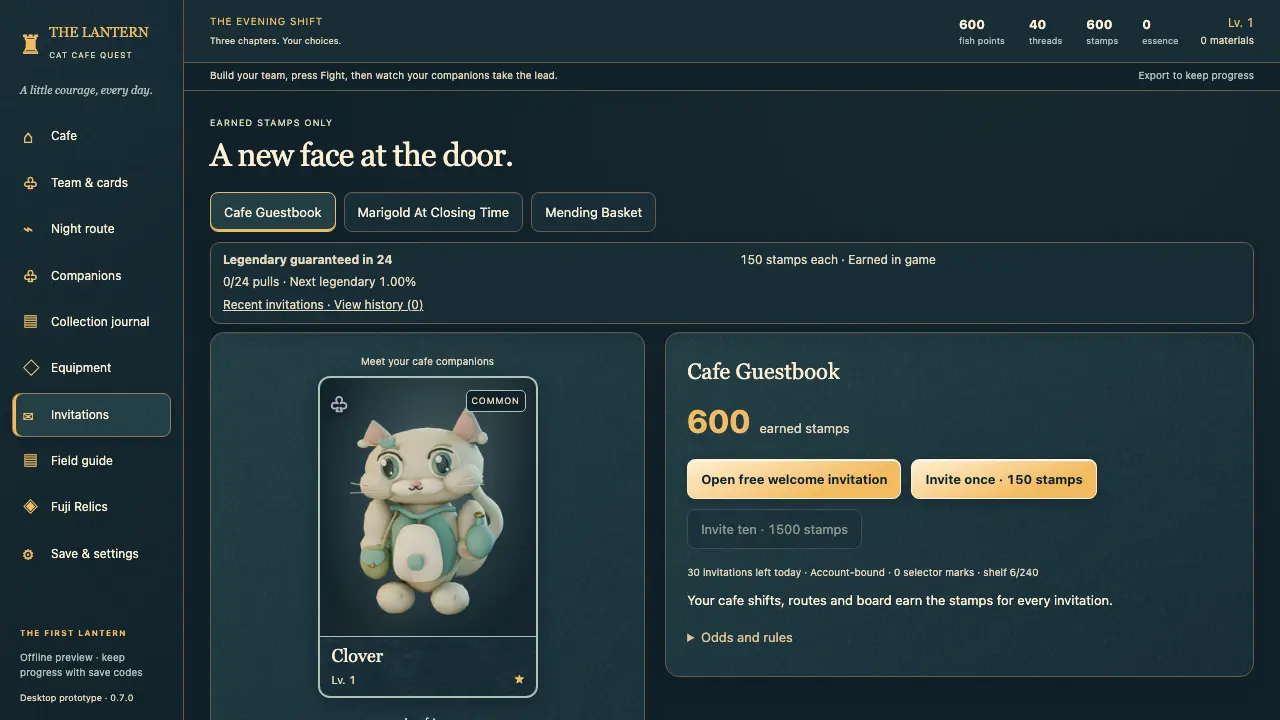 THE LANTERN
CAT CAFE QUEST
A little courage, every day.
Cafe
Team & cards
Night route
Companions
Collection journal
Equipment
Invitations
Field guide
Fuji Relics
Save & settings
THE FIRST LANTERN
Offline preview · keep
progress with save codes
Desktop prototype · 0.7.0
THE EVENING SHIFT
Three chapters. Your choices.
600
fish points
40
threads
600
stamps
0
essence
Lv. 1
0 materials
Build your team, press Fight, then watch your companions take the lead.
Export to keep progress
EARNED STAMPS ONLY
A new face at the door.
Cafe Guestbook
Marigold At Closing Time
Mending Basket
Legendary guaranteed in 24
150 stamps each · Earned in game
0/24 pulls · Next legendary 1.00%
Recent invitations · View history (0)
Meet your cafe companions
COMMON
Clover
Lv. 1
Cafe Guestbook
600 earned stamps
Open free welcome invitation
Invite once · 150 stamps
Invite ten · 1500 stamps
30 invitations left today · Account-bound · 0 selector marks · shelf 6/240
Your cafe shifts, routes and board earn the stamps for every invitation.
Odds and rules